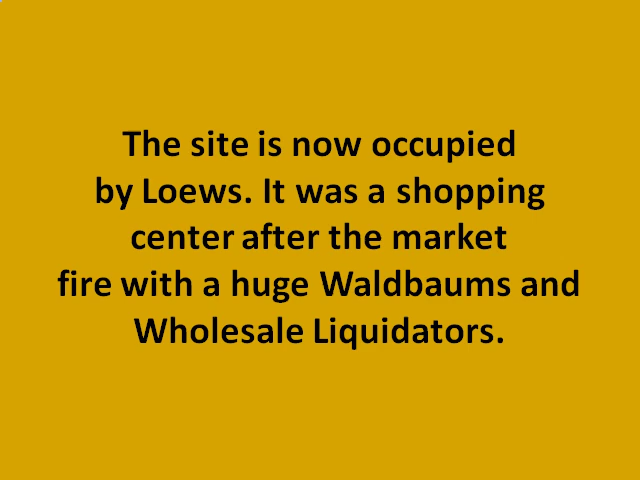 The site is now occupied
by Loews. It was a shopping
center after the market
fire with a huge Waldbaums and
Wholesale Liquidators.